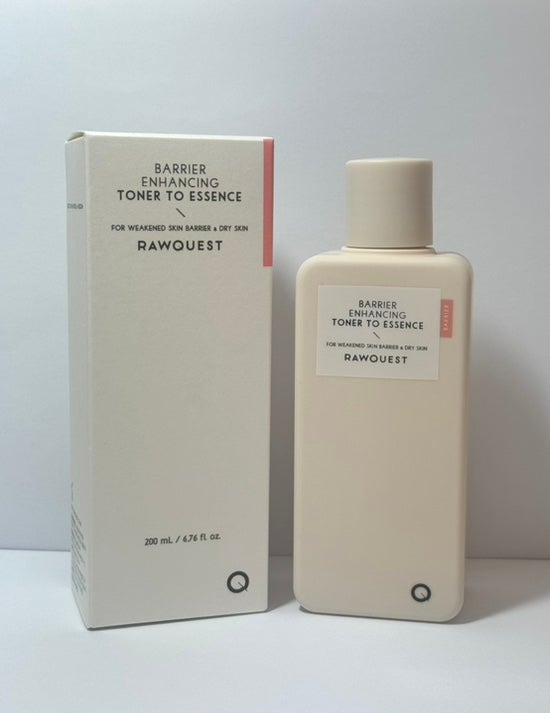 BARRIER
ENHANCING
TONER TO ESSENCE
FOR WEAKENED SKIN BARRIER & DRY SKIN
RAWQUEST
200 mL / 6.76 fl. oz.
Q
BARRIER
ENHANCING
TONER TO ESSENCE
FOR WEAKENED SKIN BARRIER & DRY SKIN
RAWQUEST
BARRIER
Q